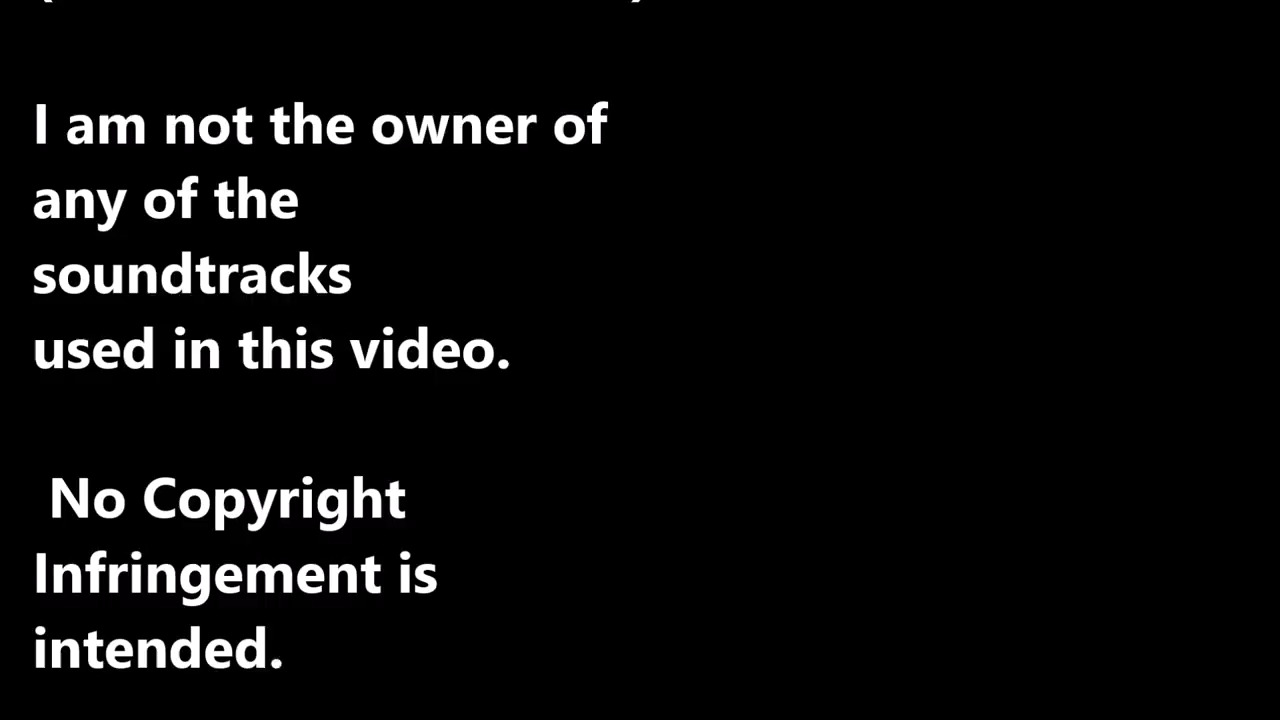 I am not the owner of
any of the
soundtracks
used in this video.
No Copyright
Infringement is
intended.